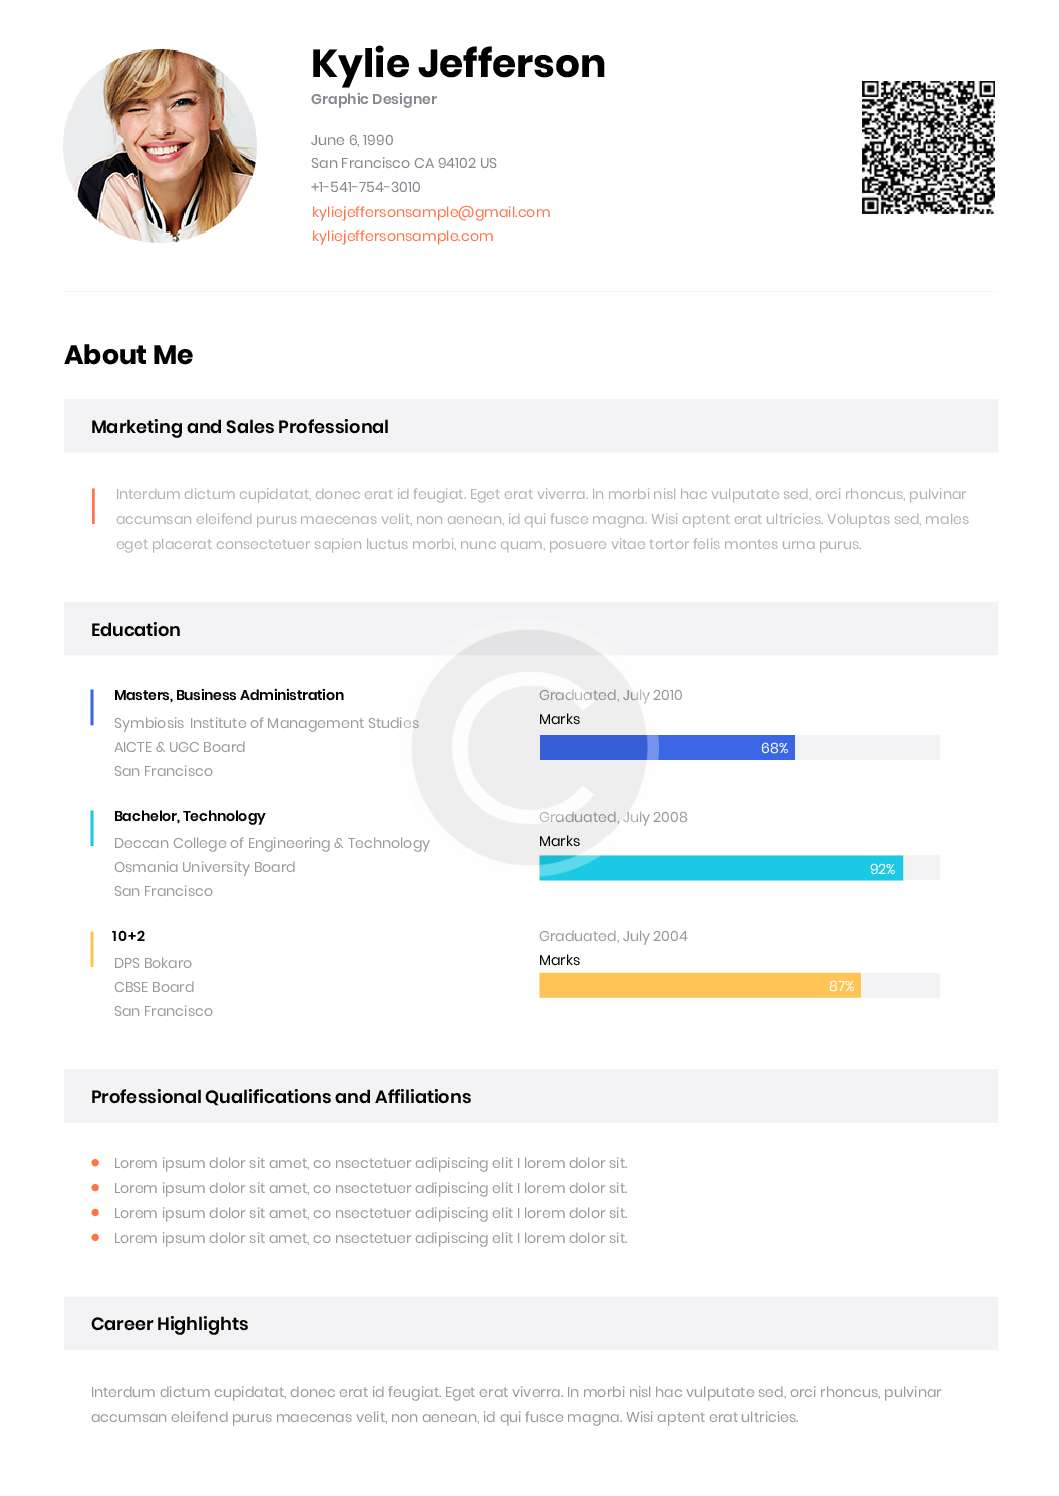 Kylie Jefferson
Graphic Designer
June 6, 1990
San Francisco CA 94102 US
+1-541-754-3010
kyliejeffersonsample@gmail.com
kyliejeffersonsample.com
About Me
Marketing and Sales Professional
Interdum dictum cupidatat, donec erat id feugiat. Eget erat viverra. In morbi nisl hac vulputate sed, orci rhoncus, pulvinar
accumsan eleifend purus maecenas velit, non aenean, id qui fusce magna. Wisi aptent erat ultricies. Voluptas sed, males
eget placerat consectetuer sapien luctus morbi, nunc quam, posuere vitae tortor felis montes urna purus.
Education
Masters, Business Administration
Symbiosis Institute of Management Studies
AICTE & UGC Board
San Francisco
Graduated, July 2010
Marks
68%
Bachelor, Technology
Deccan College of Engineering & Technology
Osmania University Board
San Francisco
Graduated, July 2008
Marks
92%
10+2
DPS Bokaro
CBSE Board
San Francisco
Graduated, July 2004
Marks
87%
Professional Qualifications and Affiliations
Lorem ipsum dolor sit amet, co nsectetuer adipiscing elit I lorem dolor sit.
Lorem ipsum dolor sit amet, co nsectetuer adipiscing elit I lorem dolor sit.
Lorem ipsum dolor sit amet, co nsectetuer adipiscing elit I lorem dolor sit.
Lorem ipsum dolor sit amet, co nsectetuer adipiscing elit I lorem dolor sit.
Career Highlights
Interdum dictum cupidatat, donec erat id feugiat. Eget erat viverra. In morbi nisl hac vulputate sed, orci rhoncus, pulvinar
accumsan eleifend purus maecenas velit, non aenean, id qui fusce magna. Wisi aptent erat ultricies.